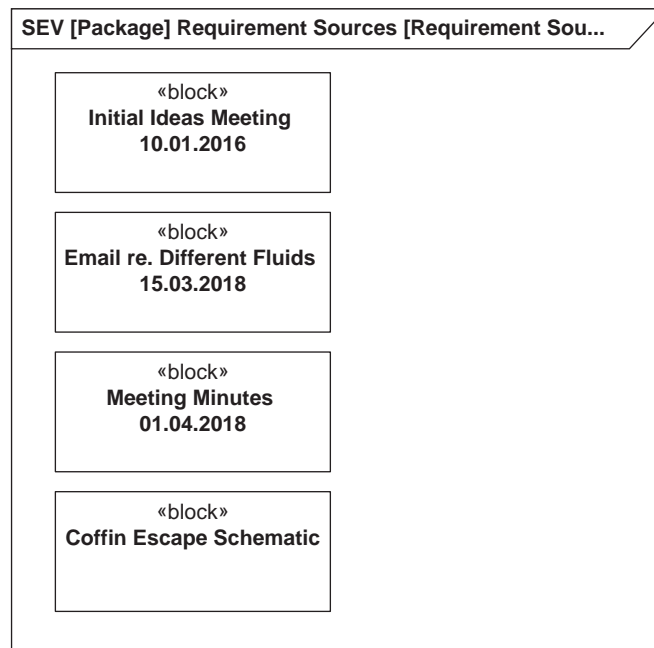 SEV [Package] Requirement Sources [Requirement Sou...
«block»
Initial Ideas Meeting
10.01.2016
«block»
Email re. Different Fluids
15.03.2018
«block»
Meeting Minutes
01.04.2018
«block»
Coffin Escape Schematic